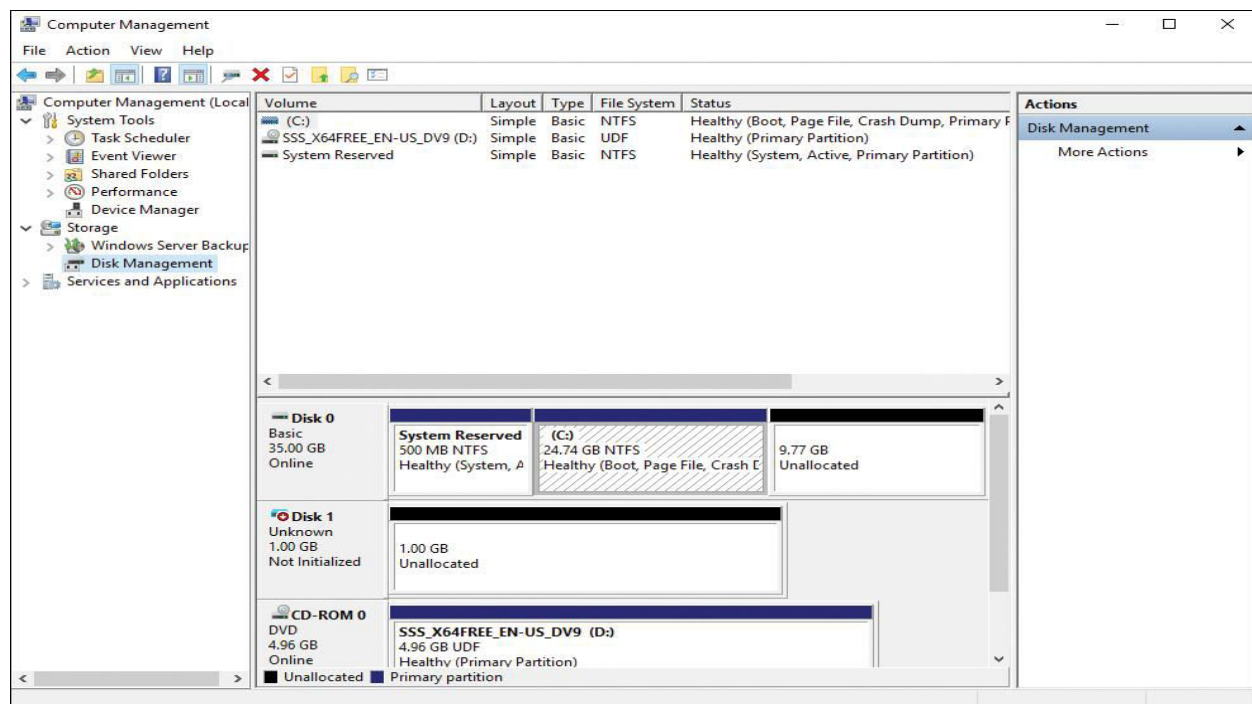 Computer Management
File Action View Help
Computer Management (Local
System Tools
Task Scheduler
Event Viewer
Shared Folders
Performance
Device Manager
Storage
Windows Server Backup
Disk Management
Services and Applications
Volume Layout Type File System Status
(C:) Simple Basic NTFS Healthy (Boot, Page File, Crash Dump, Primary P
SSS_X64FREE_EN-US_DV9 (D:) Simple Basic UDF Healthy (Primary Partition)
System Reserved Simple Basic NTFS Healthy (System, Active, Primary Partition)
Disk 0
Basic
35.00 GB
Online
System Reserved
500 MB NTFS
Healthy (System, A
(C:)
24.74 GB NTFS
Healthy (Boot, Page File, Crash D
9.77 GB
Unallocated
Disk 1
Unknown
1.00 GB
Not Initialized
1.00 GB
Unallocated
CD-ROM 0
DVD
4.96 GB
Online
SSS_X64FREE_EN-US_DV9 (D:)
4.96 GB UDF
Healthy (Primary Partition)
Unallocated Primary partition
Actions
Disk Management
More Actions